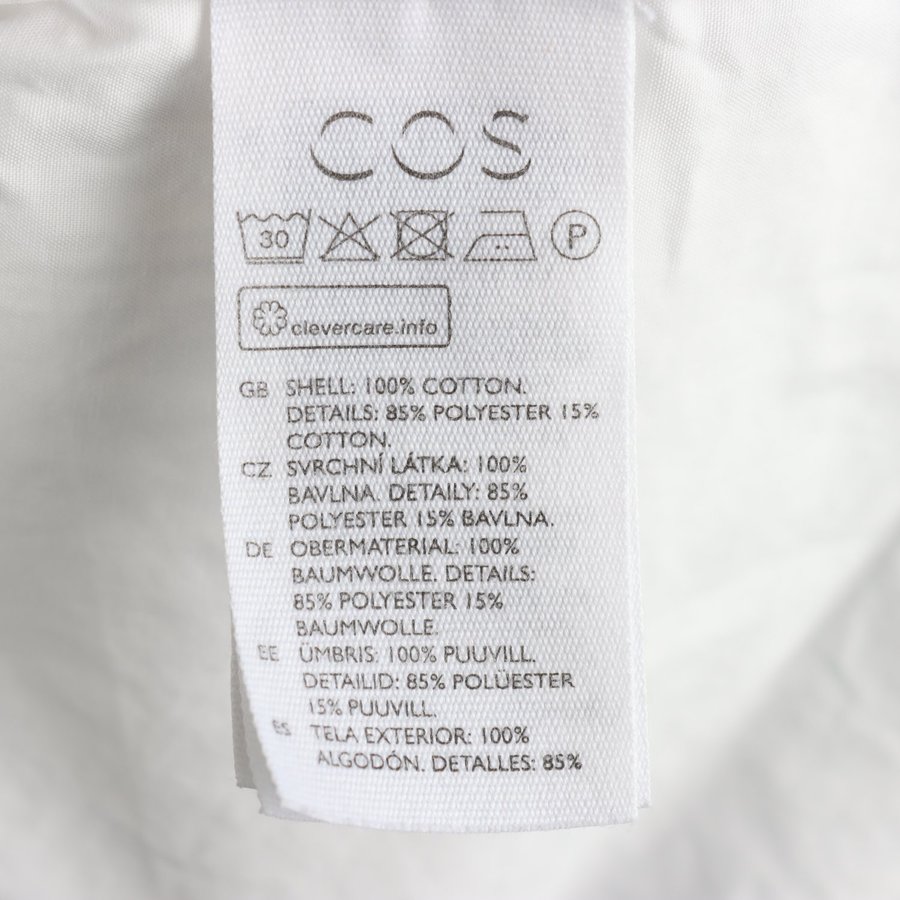 COS
30 P
clevercare.info
GB SHELL: 100% COTTON.
DETAILS: 85% POLYESTER 15%
COTTON.
CZ SVRCHNÍ LÁTKA: 100%
BAVLNA. DETAILY: 85%
POLYESTER 15% BAVLNA.
DE OBERMATERIAL: 100%
BAUMWOLLE. DETAILS:
85% POLYESTER 15%
BAUMWOLLE.
EE ÜMBRIS: 100% PUUVILL.
DETAILID: 85% POLÜESTER
15% PUUVILL.
ES TELA EXTERIOR: 100%
ALGODÓN. DETALLES: 85%